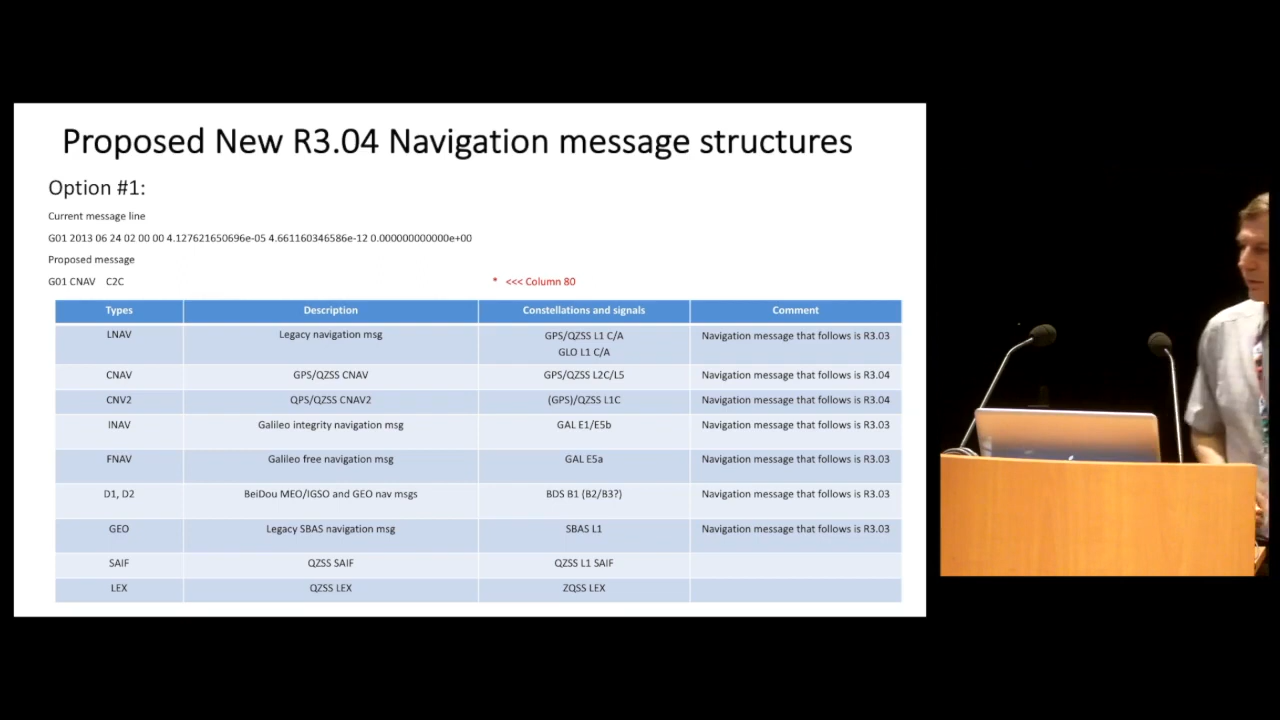 Proposed New R3.04 Navigation message structures
Option #1:
Current message line
G01 2013 06 24 02 00 00 4.127621650696e-05 4.661160346586e-12 0.000000000000e+00
Proposed message
G01 CNAV C2C * <<< Column 80
Types Description Constellations and signals Comment
LNAV Legacy navigation msg GPS/QZSS L1 C/A Navigation message that follows is R3.03
GLO L1 C/A
CNAV GPS/QZSS CNAV GPS/QZSS L2C/L5 Navigation message that follows is R3.04
CNV2 QPS/QZSS CNAV2 (GPS)/QZSS L1C Navigation message that follows is R3.04
INAV Galileo integrity navigation msg GAL E1/E5b Navigation message that follows is R3.03
FNAV Galileo free navigation msg GAL E5a Navigation message that follows is R3.03
D1, D2 BeiDou MEO/IGSO and GEO nav msgs BDS B1 (B2/B3?) Navigation message that follows is R3.03
GEO Legacy SBAS navigation msg SBAS L1 Navigation message that follows is R3.03
SAIF QZSS SAIF QZSS L1 SAIF
LEX QZSS LEX ZQSS LEX